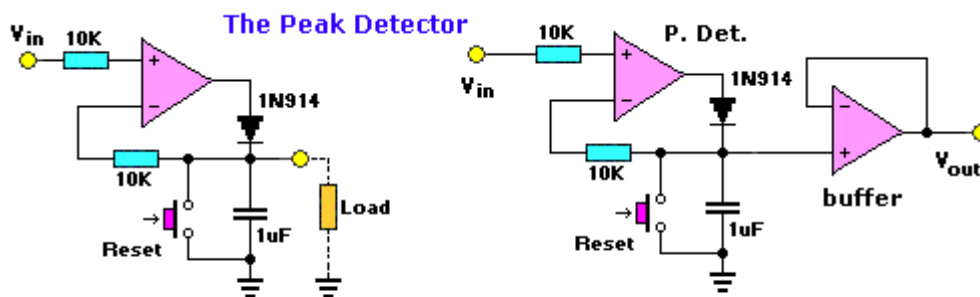 The Peak Detector
Vin
10K
+
−
1N914
10K
Reset
1uF
Load
Vin
10K
P. Det.
+
−
1N914
10K
Reset
1uF
−
+
buffer
Vout